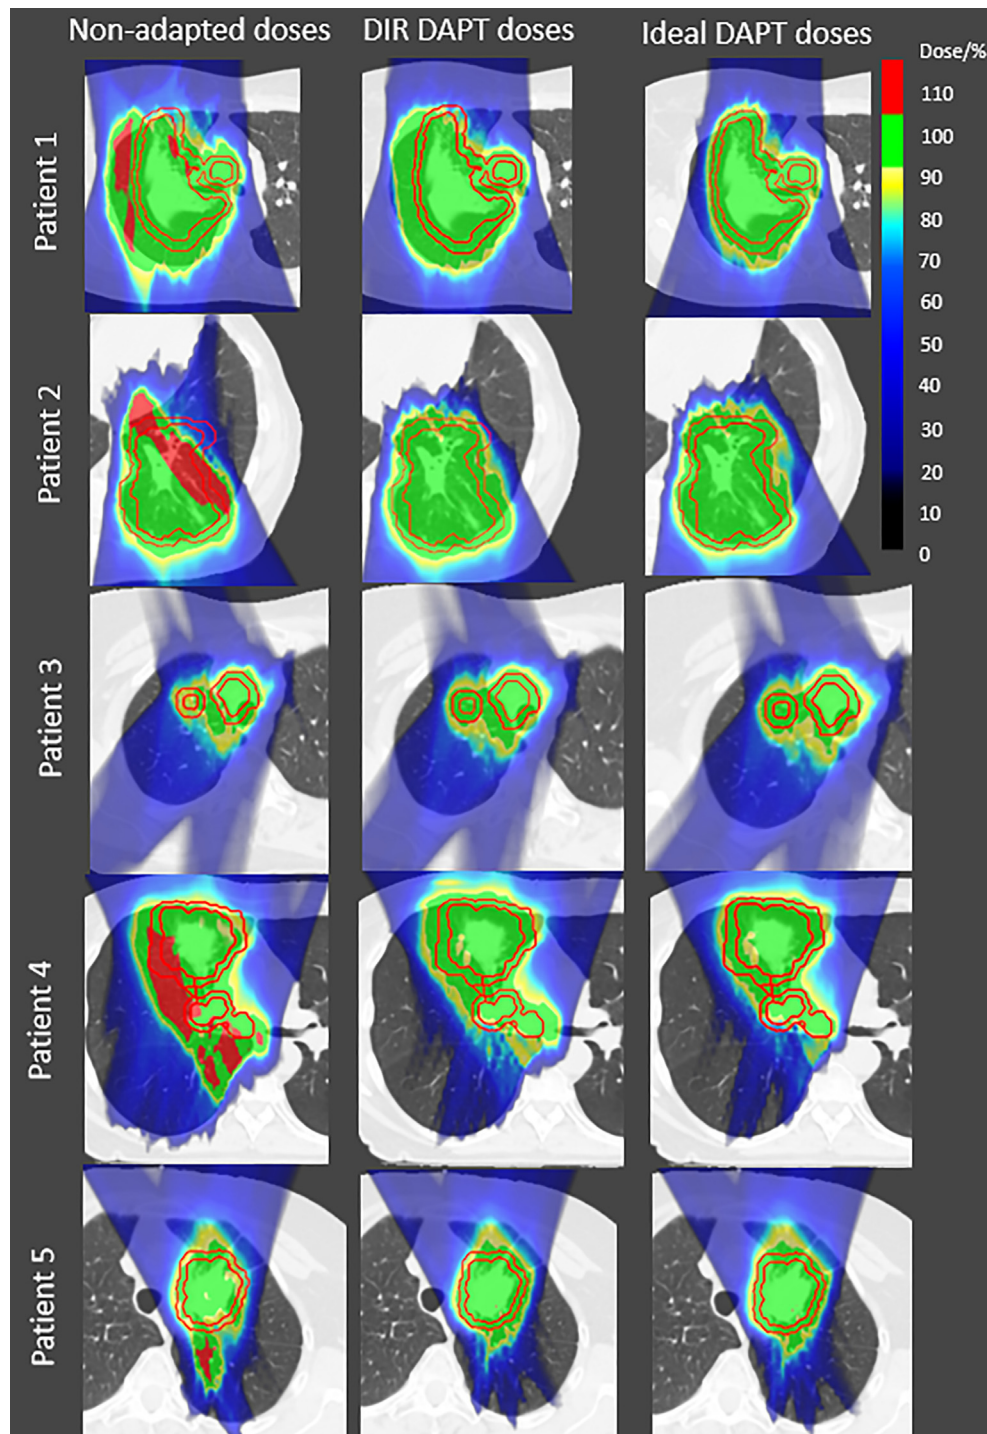 Non-adapted doses DIR DAPT doses Ideal DAPT doses
Dose/%
110
100
90
80
70
60
50
40
30
20
10
0
Patient 1
Patient 2
Patient 3
Patient 4
Patient 5